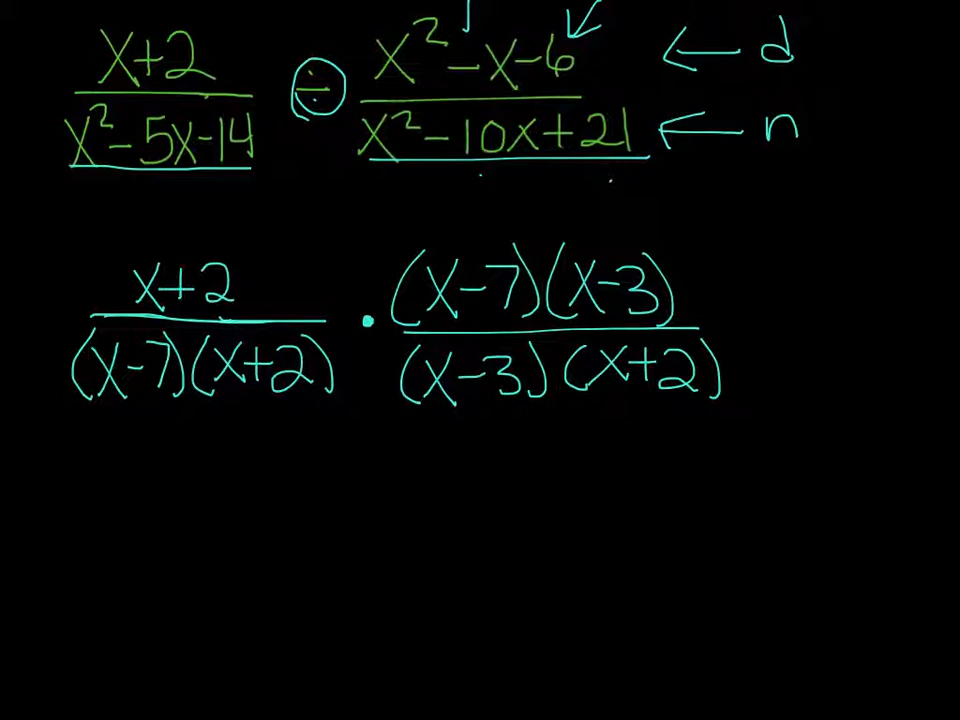 x+2 ÷ x² - x - 6 ← d
x² - 5x - 14 x² - 10x + 21 ← n
x+2 · (x-7)(x-3)
(x-7)(x+2) (x-3)(x+2)